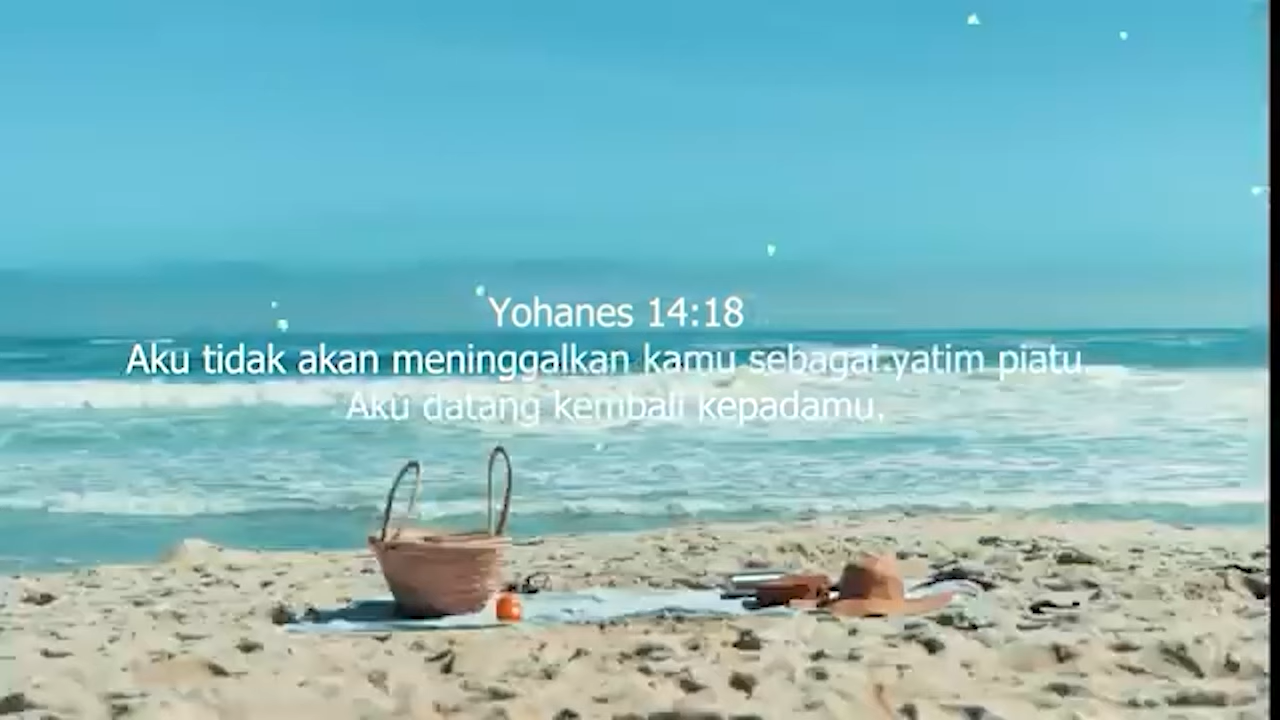 Yohanes 14:18
Aku tidak akan meninggalkan kamu sebagai yatim piatu.
Aku datang kembali kepadamu.